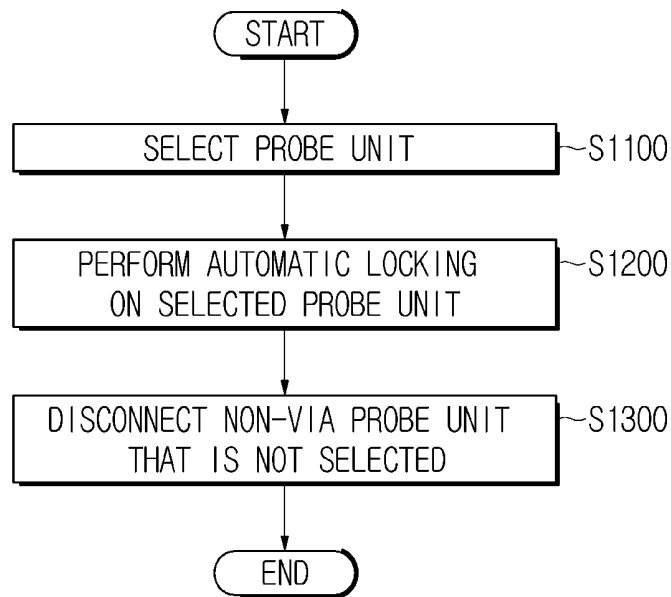 START
SELECT PROBE UNIT
S1100
PERFORM AUTOMATIC LOCKING
ON SELECTED PROBE UNIT
S1200
DISCONNECT NON-VIA PROBE UNIT
THAT IS NOT SELECTED
S1300
END